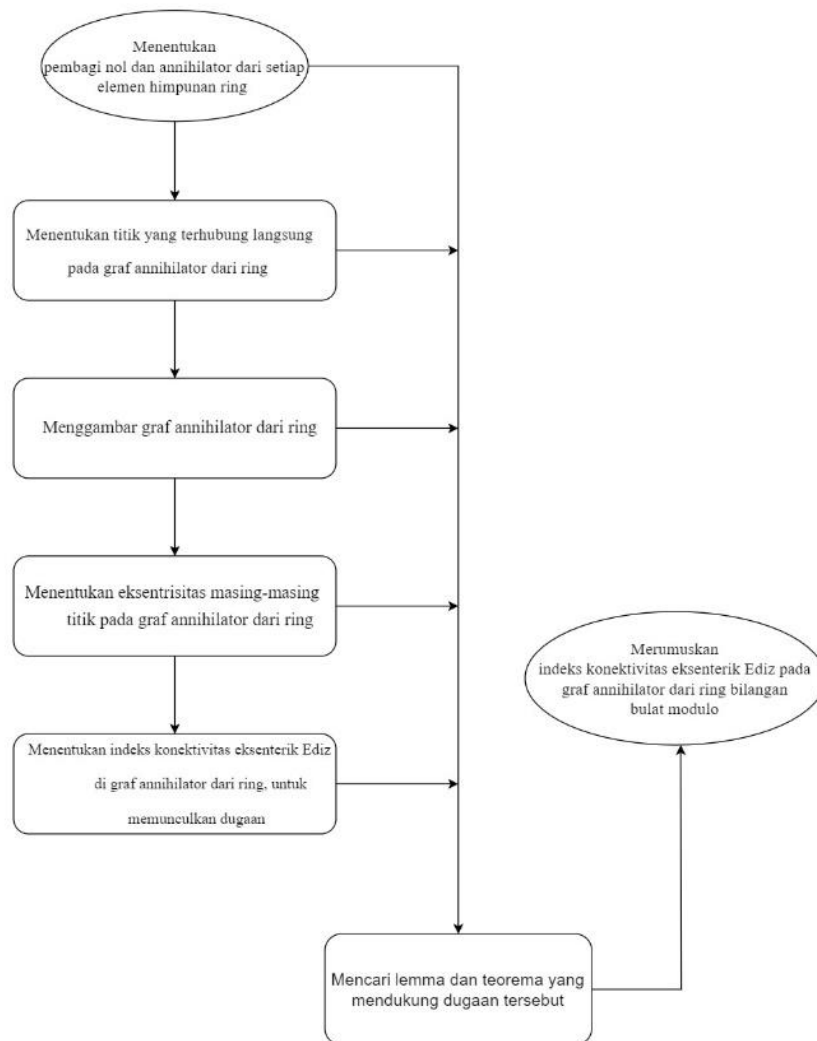 Menentukan
pembagi nol dan annihilator dari setiap
elemen himpunan ring
Menentukan titik yang terhubung langsung
pada graf annihilator dari ring
Menggambar graf annihilator dari ring
Menentukan eksentrisitas masing-masing
titik pada graf annihilator dari ring
Menentukan indeks konektivitas eksenterik Ediz
di graf annihilator dari ring, untuk
memunculkan dugaan
Mencari lemma dan teorema yang
mendukung dugaan tersebut
Merumuskan
indeks konektivitas eksenterik Ediz pada
graf annihilator dari ring bilangan
bulat modulo